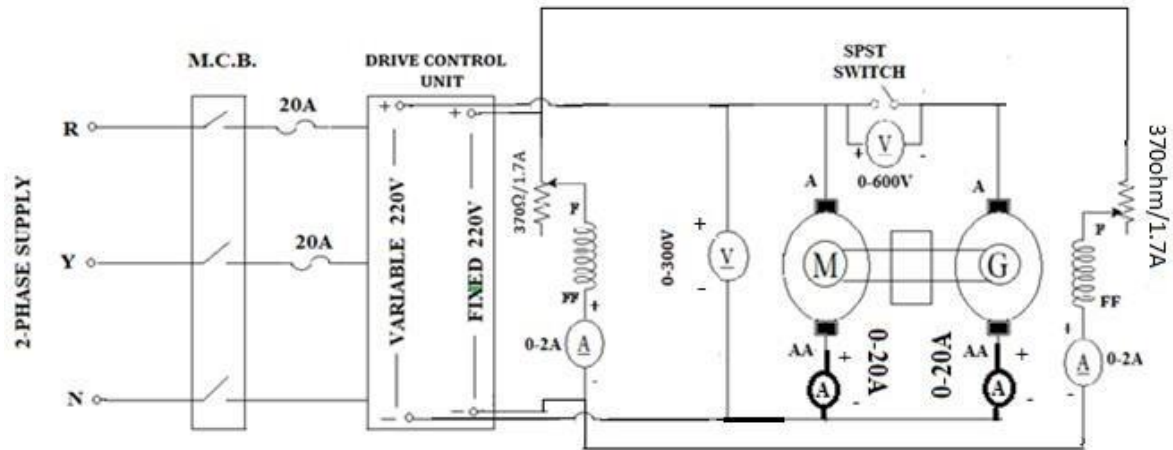 M.C.B.
DRIVE CONTROL
UNIT
SPST
SWITCH
2-PHASE SUPPLY
R
Y
N
20A
20A
+
+
VARIABLE 220V
FIXED 220V
−
−
370Ω/1.7A
F
FF
+
0-2A
A
-
+
0-300V
V
-
+
V
-
0-600V
A
A
M
G
AA
+
0-20A
A
-
0-20A
AA
+
A
-
370ohm/1.7A
F
FF
+
A
0-2A
-